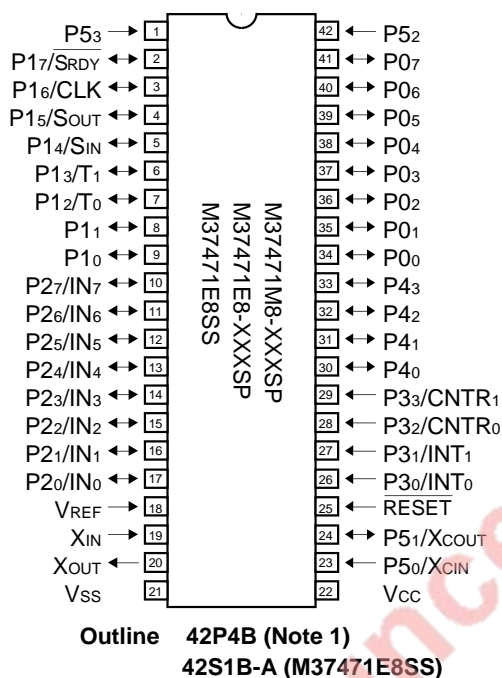 P53 1 42 P52
P17/SRDY 2 41 P07
P16/CLK 3 40 P06
P15/SOUT 4 39 P05
P14/SIN 5 38 P04
P13/T1 6 37 P03
P12/T0 7 36 P02
P11 8 35 P01
P10 9 34 P00
P27/IN7 10 33 P43
P26/IN6 11 32 P42
P25/IN5 12 31 P41
P24/IN4 13 30 P40
P23/IN3 14 29 P33/CNTR1
P22/IN2 15 28 P32/CNTR0
P21/IN1 16 27 P31/INT1
P20/IN0 17 26 P30/INT0
VREF 18 25 RESET
XIN 19 24 P51/XCOUT
XOUT 20 23 P50/XCIN
VSS 21 22 VCC
M37471M8-XXXSP
M37471E8-XXXSP
M37471E8SS
Outline 42P4B (Note 1)
42S1B-A (M37471E8SS)